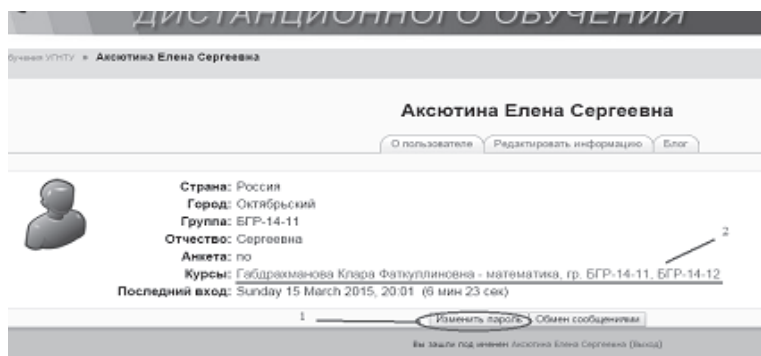 ДИСТАНЦИОННОГО ОБУЧЕНИЯ
бучения УГНТУ » Аксютина Елена Сергеевна
Аксютина Елена Сергеевна
О пользователе Редактировать информацию Блог
Страна: Россия
Город: Октябрьский
Группа: БГР-14-11
Отчество: Сергеевна
Анкета: no
2
Курсы: Габдрахманова Клара Фаткуллиновна - математика, гр. БГР-14-11, БГР-14-12
Последний вход: Sunday 15 March 2015, 20:01 (6 мин 23 сек)
1 Изменить пароль Обмен сообщениями
Вы зашли под именем Аксютина Елена Сергеевна (Выход)